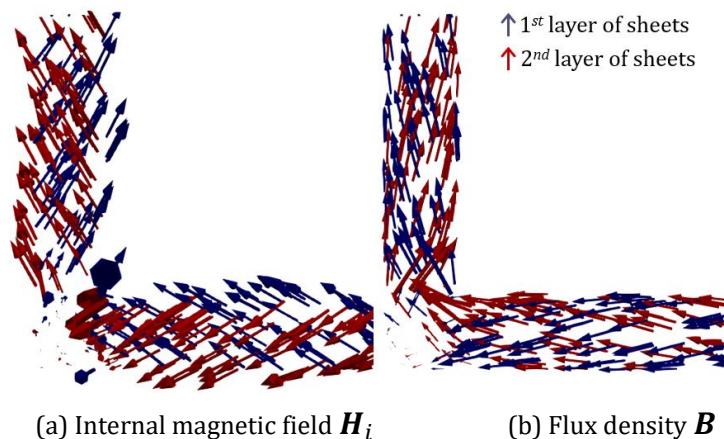 ↑ 1st layer of sheets
↑ 2nd layer of sheets
(a) Internal magnetic field Hᵢ
(b) Flux density B